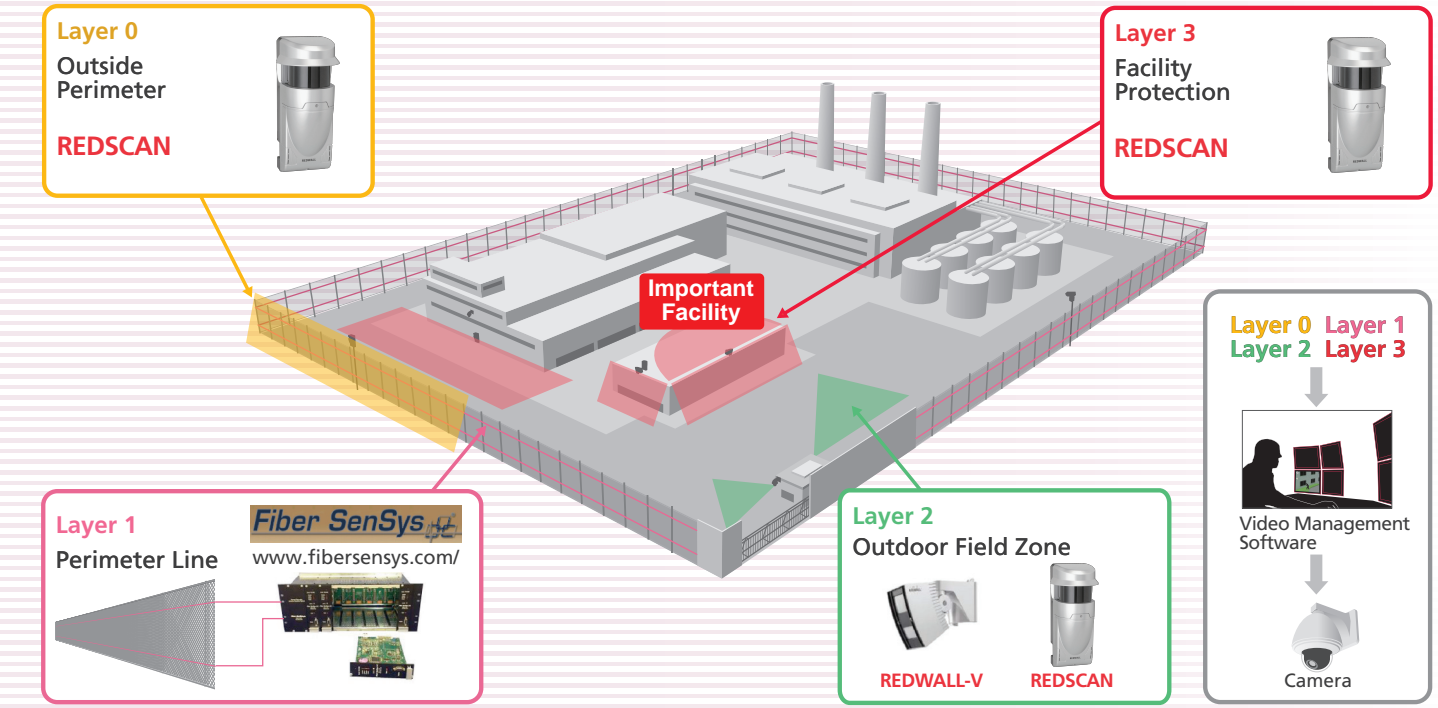 Layer 0
Outside
Perimeter
REDSCAN
Layer 3
Facility
Protection
REDSCAN
Important
Facility
Layer 0 Layer 1
Layer 2 Layer 3
Video Management
Software
Camera
Layer 1
Perimeter Line
Fiber SenSys
www.fibersensys.com/
Layer 2
Outdoor Field Zone
REDWALL-V
REDSCAN